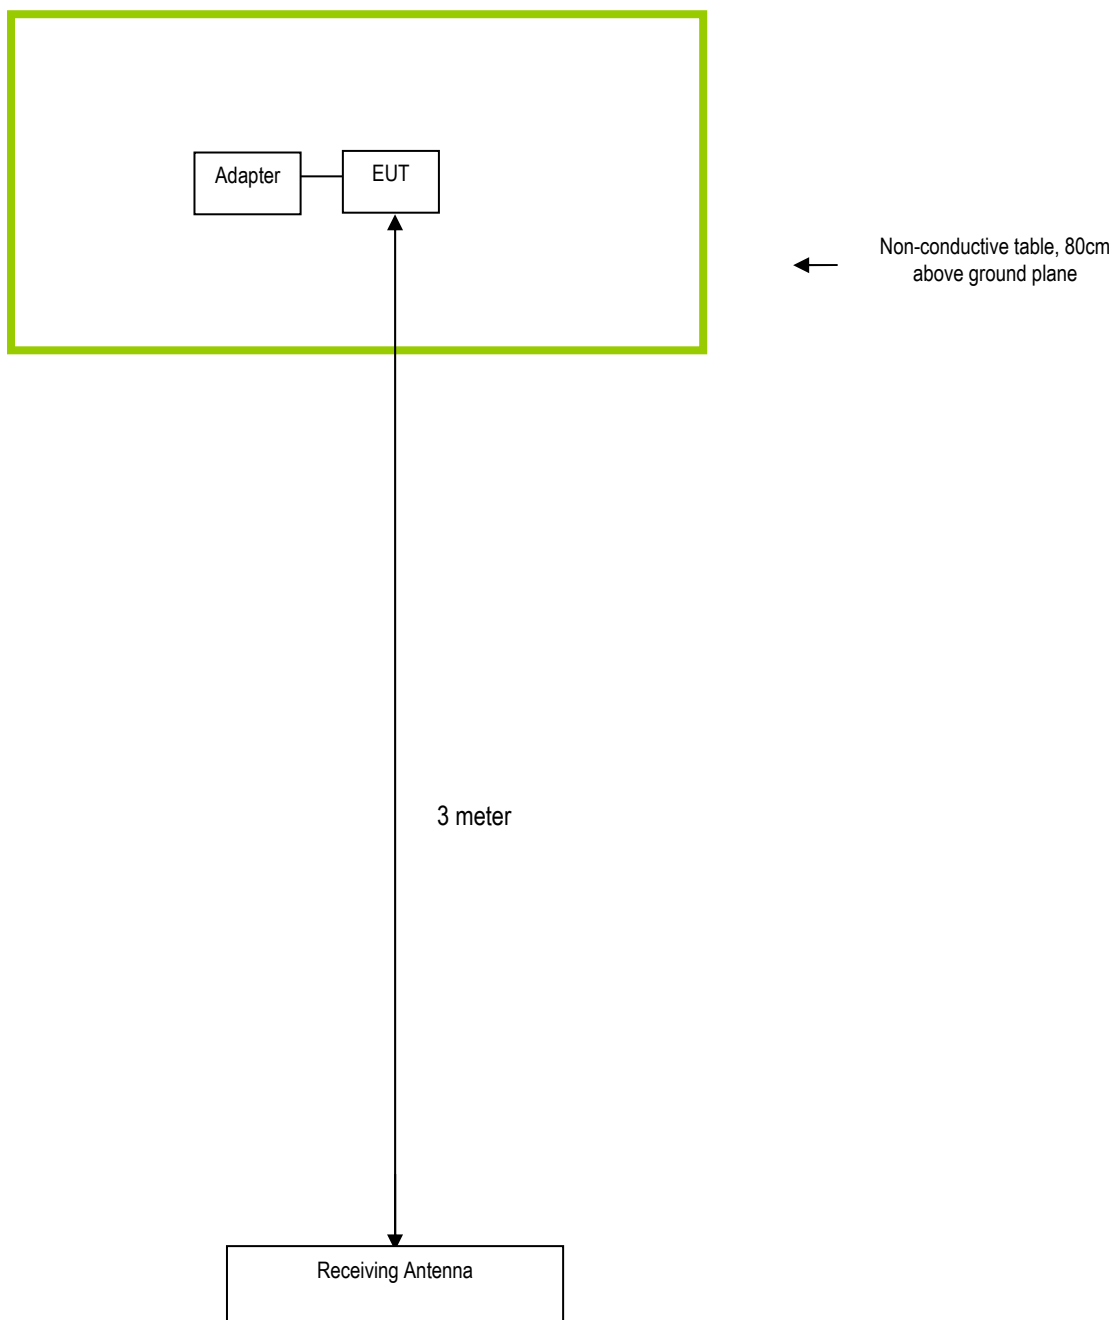 Adapter
EUT
Non-conductive table, 80cm
above ground plane
3 meter
Receiving Antenna